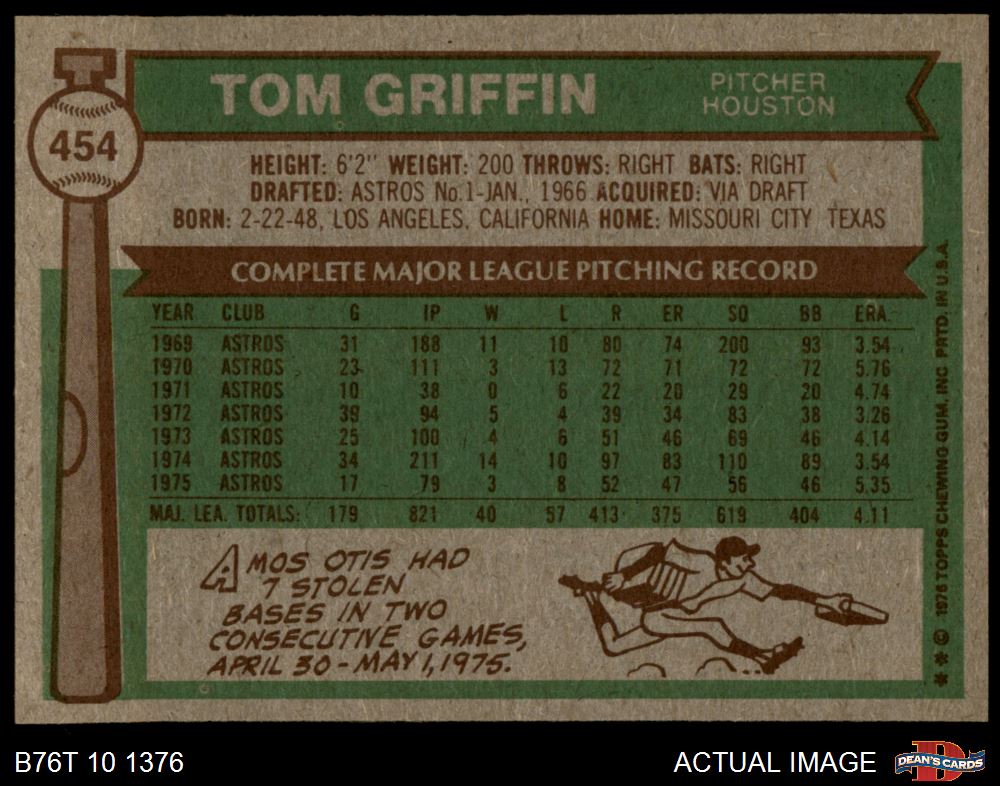 TOM GRIFFIN
PITCHER
HOUSTON
454
HEIGHT: 6'2" WEIGHT: 200 THROWS: RIGHT BATS: RIGHT
DRAFTED: ASTROS No.1-JAN., 1966 ACQUIRED: VIA DRAFT
BORN: 2-22-48, LOS ANGELES, CALIFORNIA HOME: MISSOURI CITY TEXAS
COMPLETE MAJOR LEAGUE PITCHING RECORD
YEAR CLUB G IP W L R ER SO BB ERA
1969 ASTROS 31 188 11 10 80 74 200 93 3.54
1970 ASTROS 23 111 3 13 72 71 72 72 5.76
1971 ASTROS 10 38 0 6 22 20 29 20 4.74
1972 ASTROS 39 94 5 4 39 34 83 38 3.26
1973 ASTROS 25 100 4 6 51 46 69 46 4.14
1974 ASTROS 34 211 14 10 97 83 110 89 3.54
1975 ASTROS 17 79 3 8 52 47 56 46 5.35
MAJ. LEA. TOTALS: 179 821 40 57 413 375 619 404 4.11
AMOS OTIS HAD
7 STOLEN
BASES IN TWO
CONSECUTIVE GAMES,
APRIL 30-MAY 1, 1975.
* * © 1976 TOPPS CHEWING GUM, INC PRTD. IN U.S.A.
B76T 10 1376
ACTUAL IMAGE
D
DEAN'S CARDS